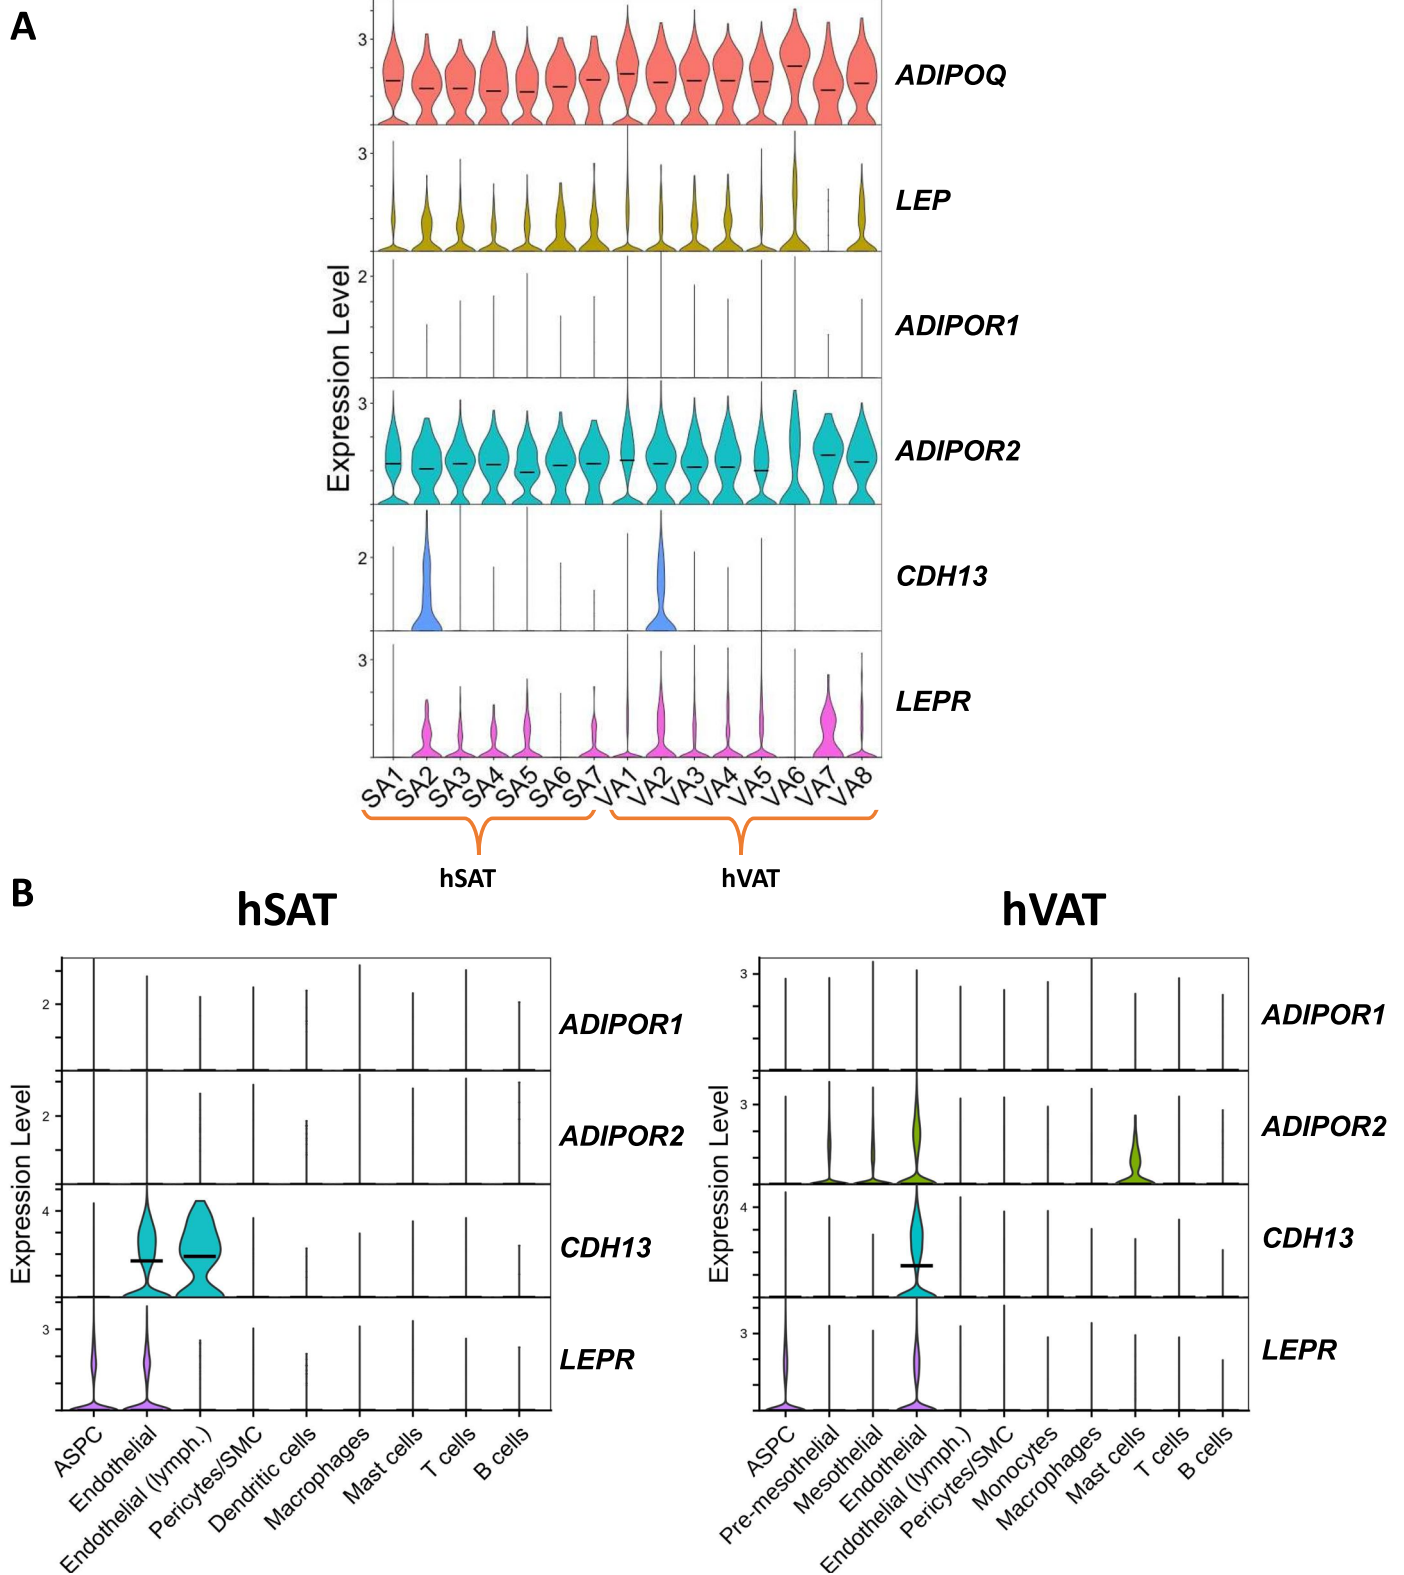 A
3
ADIPOQ
3
LEP
2
ADIPOR1
3
ADIPOR2
2
CDH13
3
LEPR
Expression Level
SA1 SA2 SA3 SA4 SA5 SA6 SA7 VA1 VA2 VA3 VA4 VA5 VA6 VA7 VA8
hSAT hVAT
B
hSAT
2
ADIPOR1
2
ADIPOR2
4
CDH13
3
LEPR
Expression Level
ASPC
Endothelial
Endothelial (lymph.)
Pericytes/SMC
Dendritic cells
Macrophages
Mast cells
T cells
B cells
hVAT
3
ADIPOR1
3
ADIPOR2
4
CDH13
3
LEPR
Expression Level
ASPC
Pre-mesothelial
Mesothelial
Endothelial
Endothelial (lymph.)
Pericytes/SMC
Monocytes
Macrophages
Mast cells
T cells
B cells